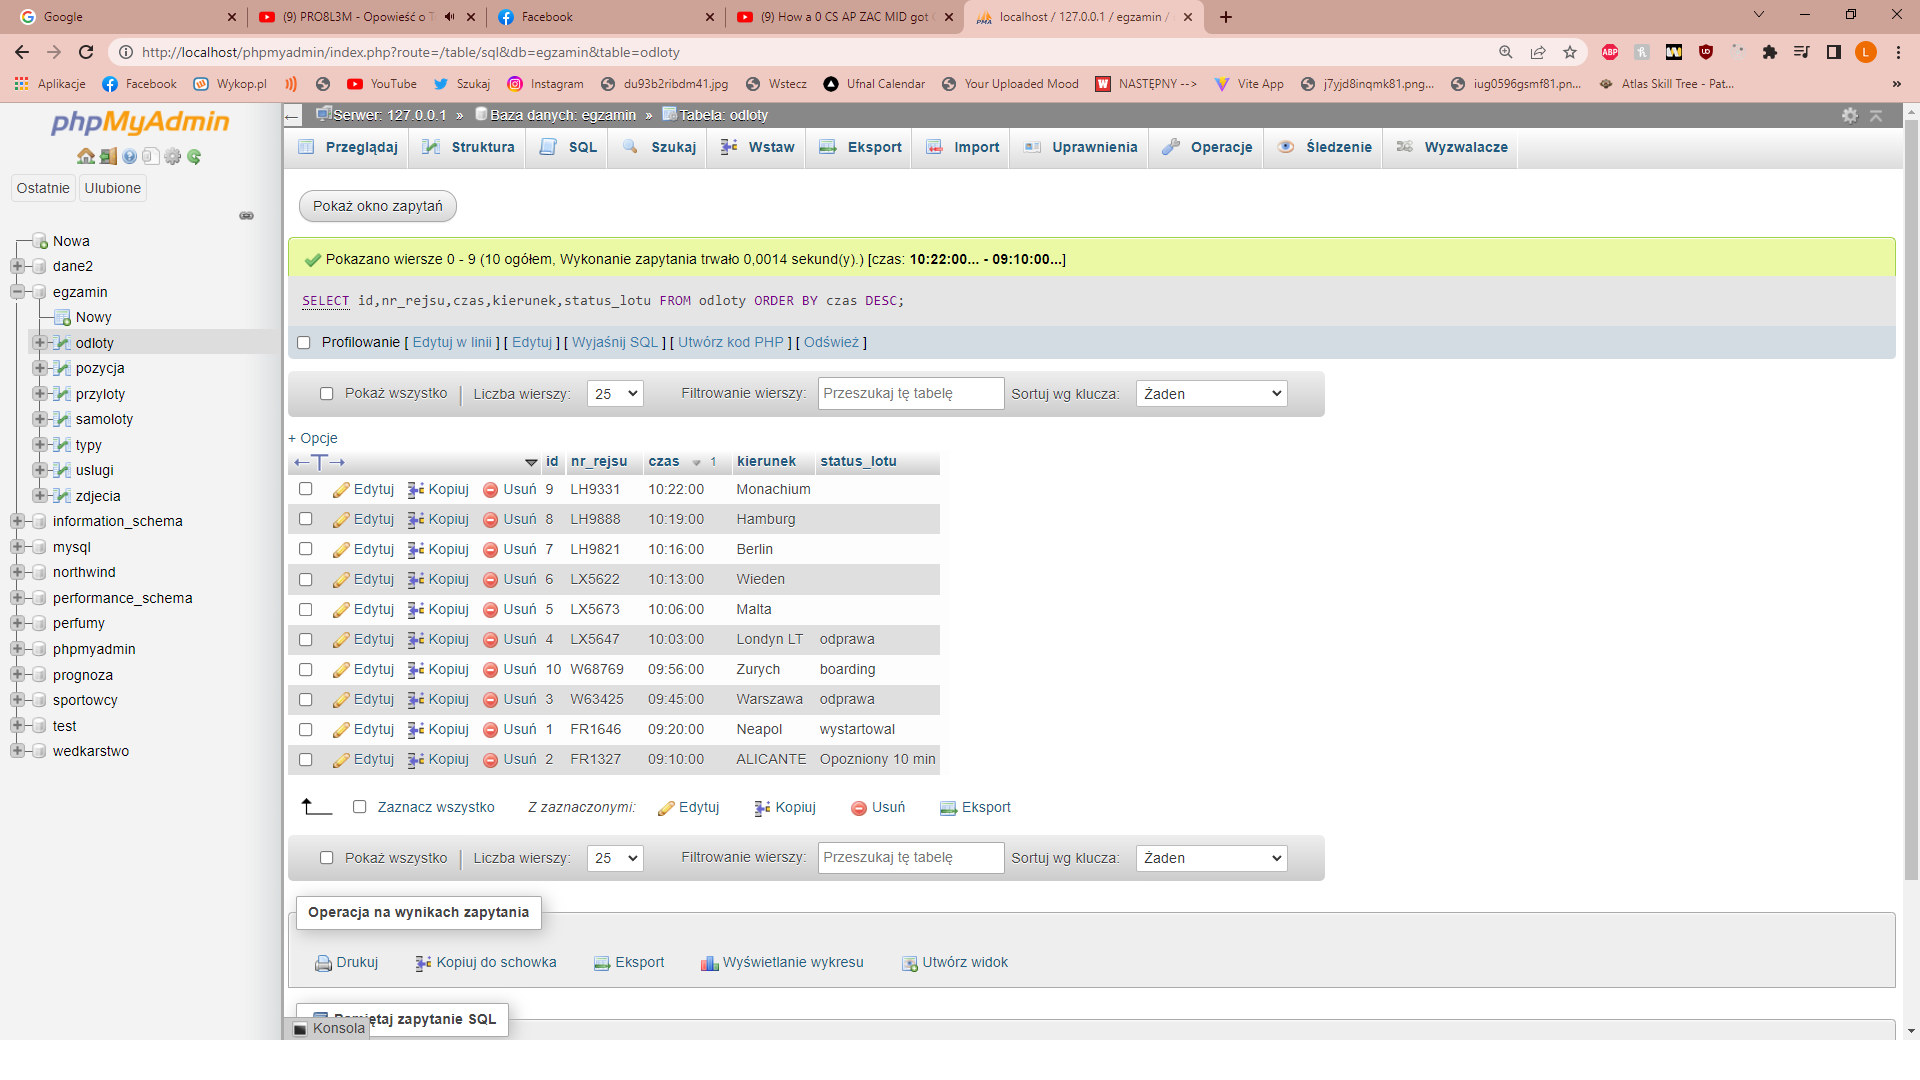 Google
(9) PRO8L3M - Opowieść o T
Facebook
(9) How a 0 CS AP ZAC MID got
localhost / 127.0.0.1 / egzamin /
http://localhost/phpmyadmin/index.php?route=/table/sql&db=egzamin&table=odloty
Aplikacje Facebook Wykop.pl YouTube Szukaj Instagram du93b2ribdm41.jpg Wstecz Ufnal Calendar Your Uploaded Mood NASTĘPNY --> Vite App j7yjd8inqmk81.png... iug0596gsmf81.pn... Atlas Skill Tree - Pat... »
phpMyAdmin
Ostatnie Ulubione
Nowa
dane2
egzamin
Nowy
odloty
pozycja
przyloty
samoloty
typy
uslugi
zdjecia
information_schema
mysql
northwind
performance_schema
perfumy
phpmyadmin
prognoza
sportowcy
test
wedkarstwo
Serwer: 127.0.0.1 » Baza danych: egzamin » Tabela: odloty
Przeglądaj Struktura SQL Szukaj Wstaw Eksport Import Uprawnienia Operacje Śledzenie Wyzwalacze
Pokaż okno zapytań
Pokazano wiersze 0 - 9 (10 ogółem, Wykonanie zapytania trwało 0,0014 sekund(y).) [czas: 10:22:00... - 09:10:00...]
SELECT id,nr_rejsu,czas,kierunek,status_lotu FROM odloty ORDER BY czas DESC;
Profilowanie [ Edytuj w linii ] [ Edytuj ] [ Wyjaśnij SQL ] [ Utwórz kod PHP ] [ Odśwież ]
Pokaż wszystko Liczba wierszy: 25 Filtrowanie wierszy: Przeszukaj tę tabelę Sortuj wg klucza: Żaden
+ Opcje
←T→ id nr_rejsu czas 1 kierunek status_lotu
Edytuj Kopiuj Usuń 9 LH9331 10:22:00 Monachium
Edytuj Kopiuj Usuń 8 LH9888 10:19:00 Hamburg
Edytuj Kopiuj Usuń 7 LH9821 10:16:00 Berlin
Edytuj Kopiuj Usuń 6 LX5622 10:13:00 Wieden
Edytuj Kopiuj Usuń 5 LX5673 10:06:00 Malta
Edytuj Kopiuj Usuń 4 LX5647 10:03:00 Londyn LT odprawa
Edytuj Kopiuj Usuń 10 W68769 09:56:00 Zurych boarding
Edytuj Kopiuj Usuń 3 W63425 09:45:00 Warszawa odprawa
Edytuj Kopiuj Usuń 1 FR1646 09:20:00 Neapol wystartowal
Edytuj Kopiuj Usuń 2 FR1327 09:10:00 ALICANTE Opozniony 10 min
Zaznacz wszystko Z zaznaczonymi: Edytuj Kopiuj Usuń Eksport
Pokaż wszystko Liczba wierszy: 25 Filtrowanie wierszy: Przeszukaj tę tabelę Sortuj wg klucza: Żaden
Operacja na wynikach zapytania
Drukuj Kopiuj do schowka Eksport Wyświetlanie wykresu Utwórz widok
zapytanie SQL
Konsola